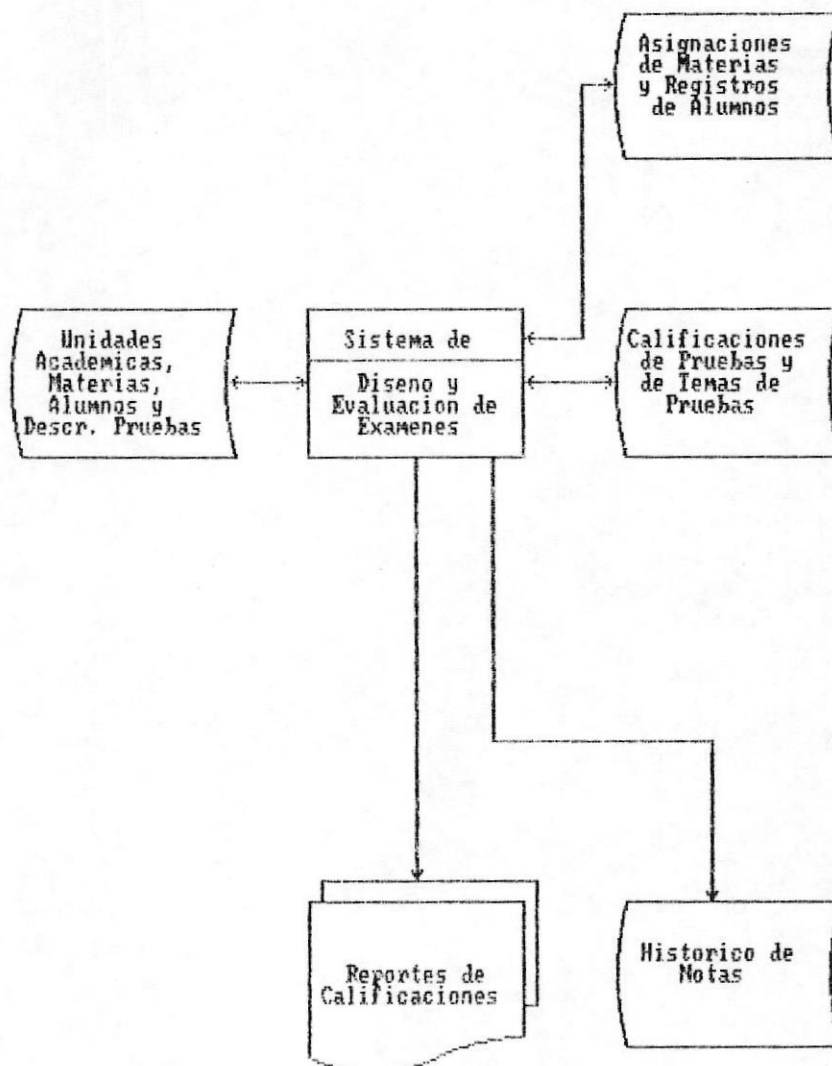 Asignaciones
de Materias
y Registros
de Alumnos
Unidades
Academicas,
Materias,
Alumnos y
Descr. Pruebas
Sistema de
Diseno y
Evaluacion de
Examenes
Calificaciones
de Pruebas y
de Temas de
Pruebas
Reportes de
Calificaciones
Historico de
Notas